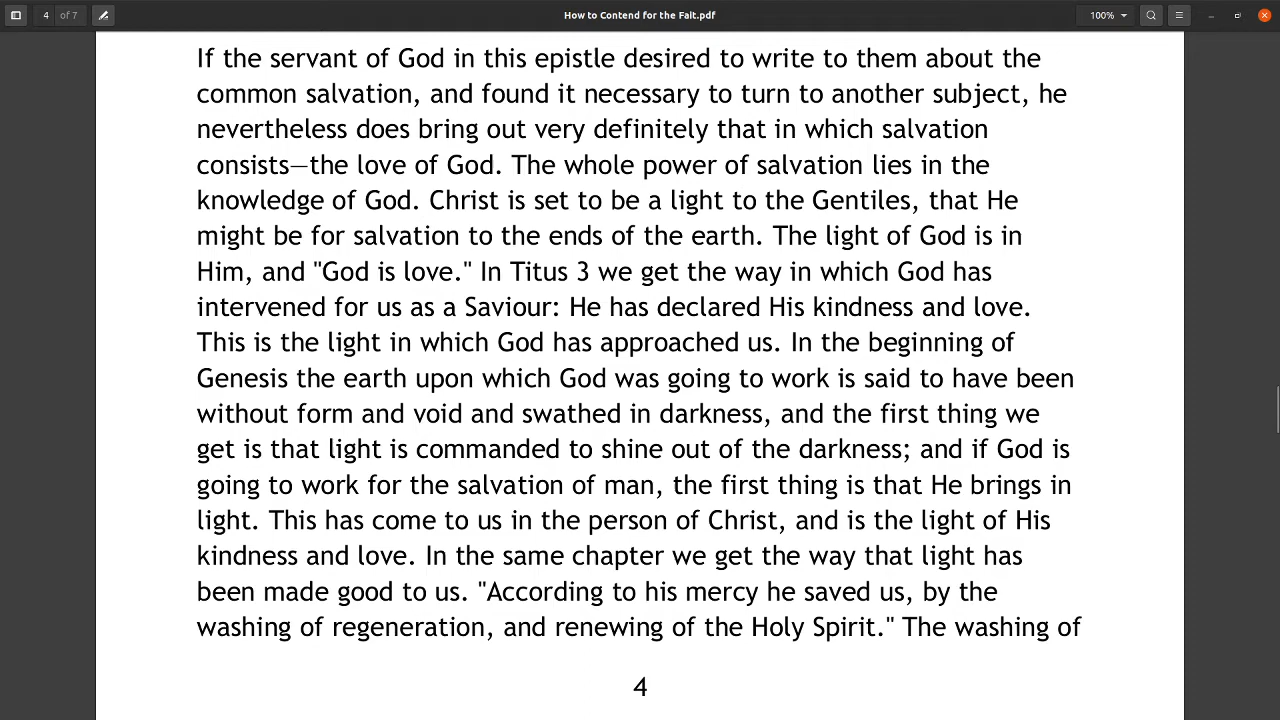 4 of 7
How to Contend for the Fait.pdf
100%
If the servant of God in this epistle desired to write to them about the
common salvation, and found it necessary to turn to another subject, he
nevertheless does bring out very definitely that in which salvation
consists—the love of God. The whole power of salvation lies in the
knowledge of God. Christ is set to be a light to the Gentiles, that He
might be for salvation to the ends of the earth. The light of God is in
Him, and "God is love." In Titus 3 we get the way in which God has
intervened for us as a Saviour: He has declared His kindness and love.
This is the light in which God has approached us. In the beginning of
Genesis the earth upon which God was going to work is said to have been
without form and void and swathed in darkness, and the first thing we
get is that light is commanded to shine out of the darkness; and if God is
going to work for the salvation of man, the first thing is that He brings in
light. This has come to us in the person of Christ, and is the light of His
kindness and love. In the same chapter we get the way that light has
been made good to us. "According to his mercy he saved us, by the
washing of regeneration, and renewing of the Holy Spirit." The washing of
4